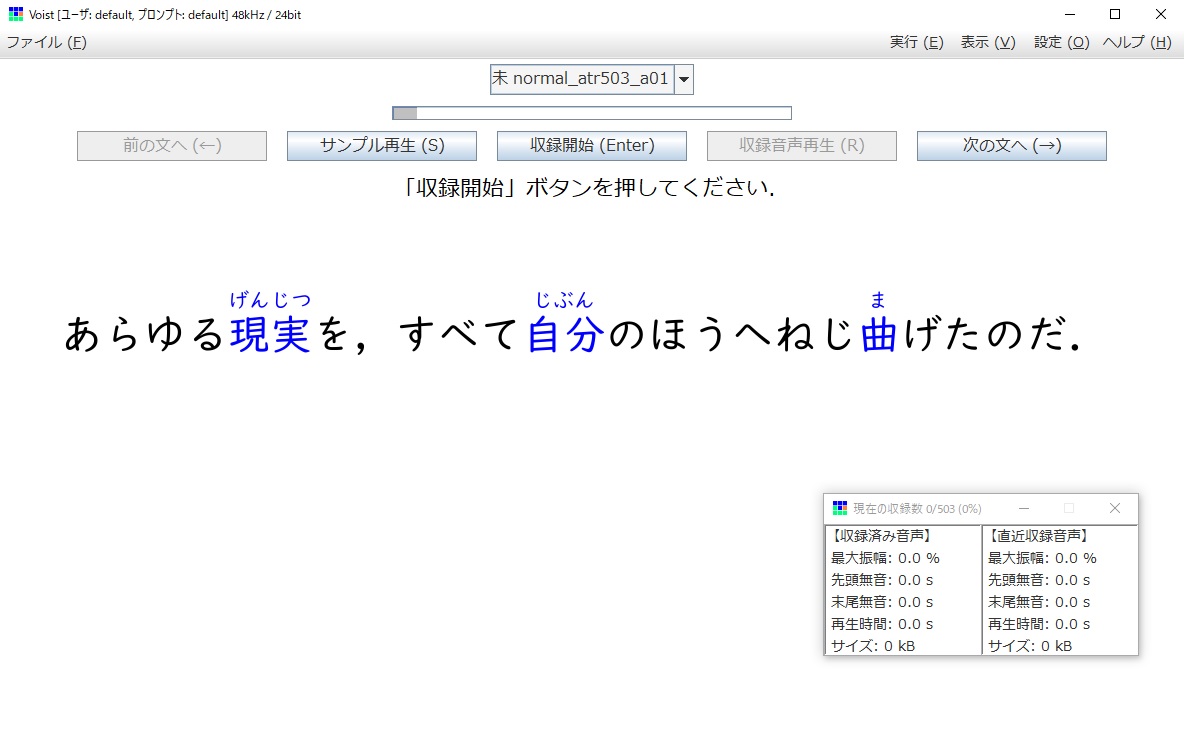 Voist [ユーザ: default, プロンプト: default] 48kHz / 24bit
ファイル (F) 実行 (E) 表示 (V) 設定 (O) ヘルプ (H)
未 normal_atr503_a01
前の文へ (←) サンプル再生 (S) 収録開始 (Enter) 収録音声再生 (R) 次の文へ (→)
「収録開始」ボタンを押してください.
げんじつ じぶん ま
あらゆる現実を，すべて自分のほうへねじ曲げたのだ．
現在の収録数 0/503 (0%)
【収録済み音声】
最大振幅: 0.0 %
先頭無音: 0.0 s
末尾無音: 0.0 s
再生時間: 0.0 s
サイズ: 0 kB
【直近収録音声】
最大振幅: 0.0 %
先頭無音: 0.0 s
末尾無音: 0.0 s
再生時間: 0.0 s
サイズ: 0 kB